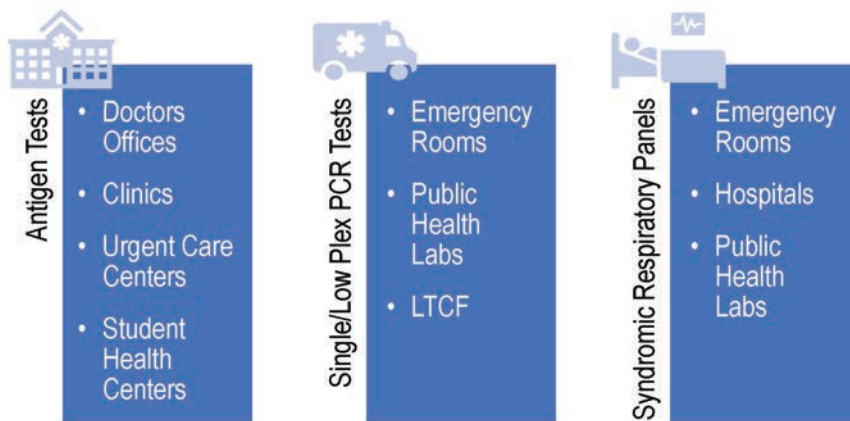 Antigen Tests
• Doctors
Offices
• Clinics
• Urgent Care
Centers
• Student
Health
Centers
Single/Low Plex PCR Tests
• Emergency
Rooms
• Public
Health
Labs
• LTCF
Syndromic Respiratory Panels
• Emergency
Rooms
• Hospitals
• Public
Health
Labs